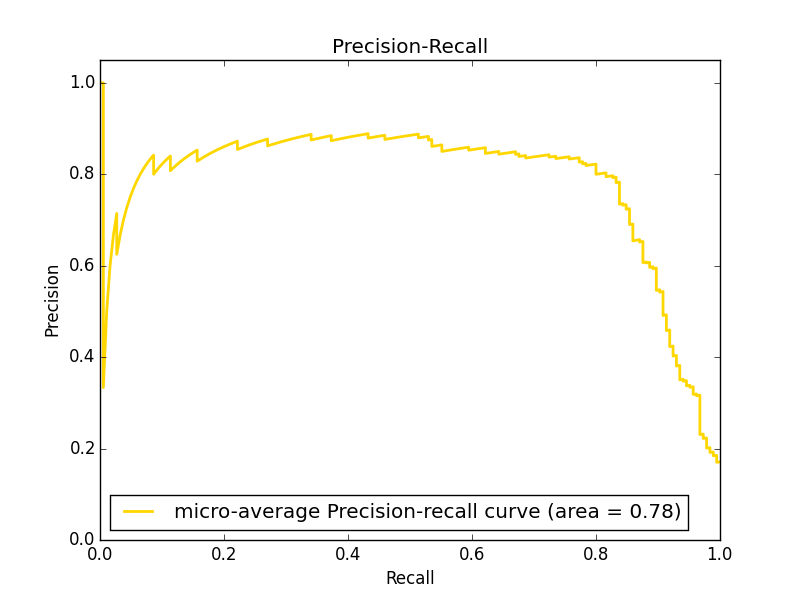 Precision-Recall
1.0
0.8
0.6
0.4
0.2
0.0
Precision
micro-average Precision-recall curve (area = 0.78)
0.0 0.2 0.4 0.6 0.8 1.0
Recall